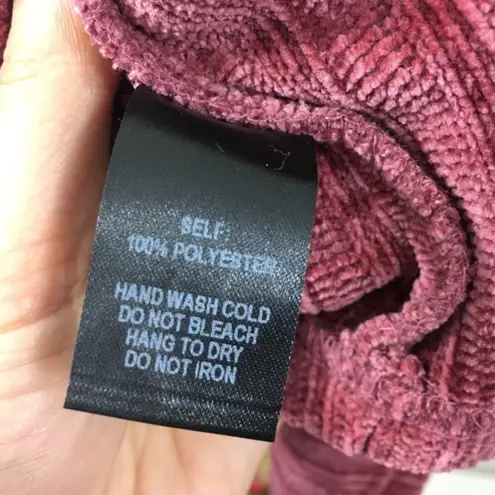 SELF:
100% POLYESTER
HAND WASH COLD
DO NOT BLEACH
HANG TO DRY
DO NOT IRON